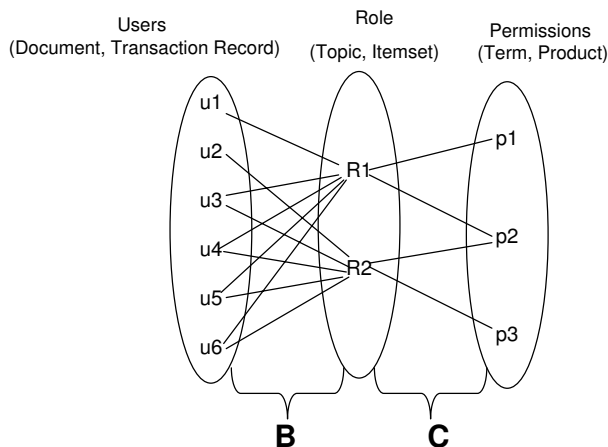 Users
(Document, Transaction Record)
Role
(Topic, Itemset)
Permissions
(Term, Product)
u1
u2
u3
u4
u5
u6
R1
R2
p1
p2
p3
B
C